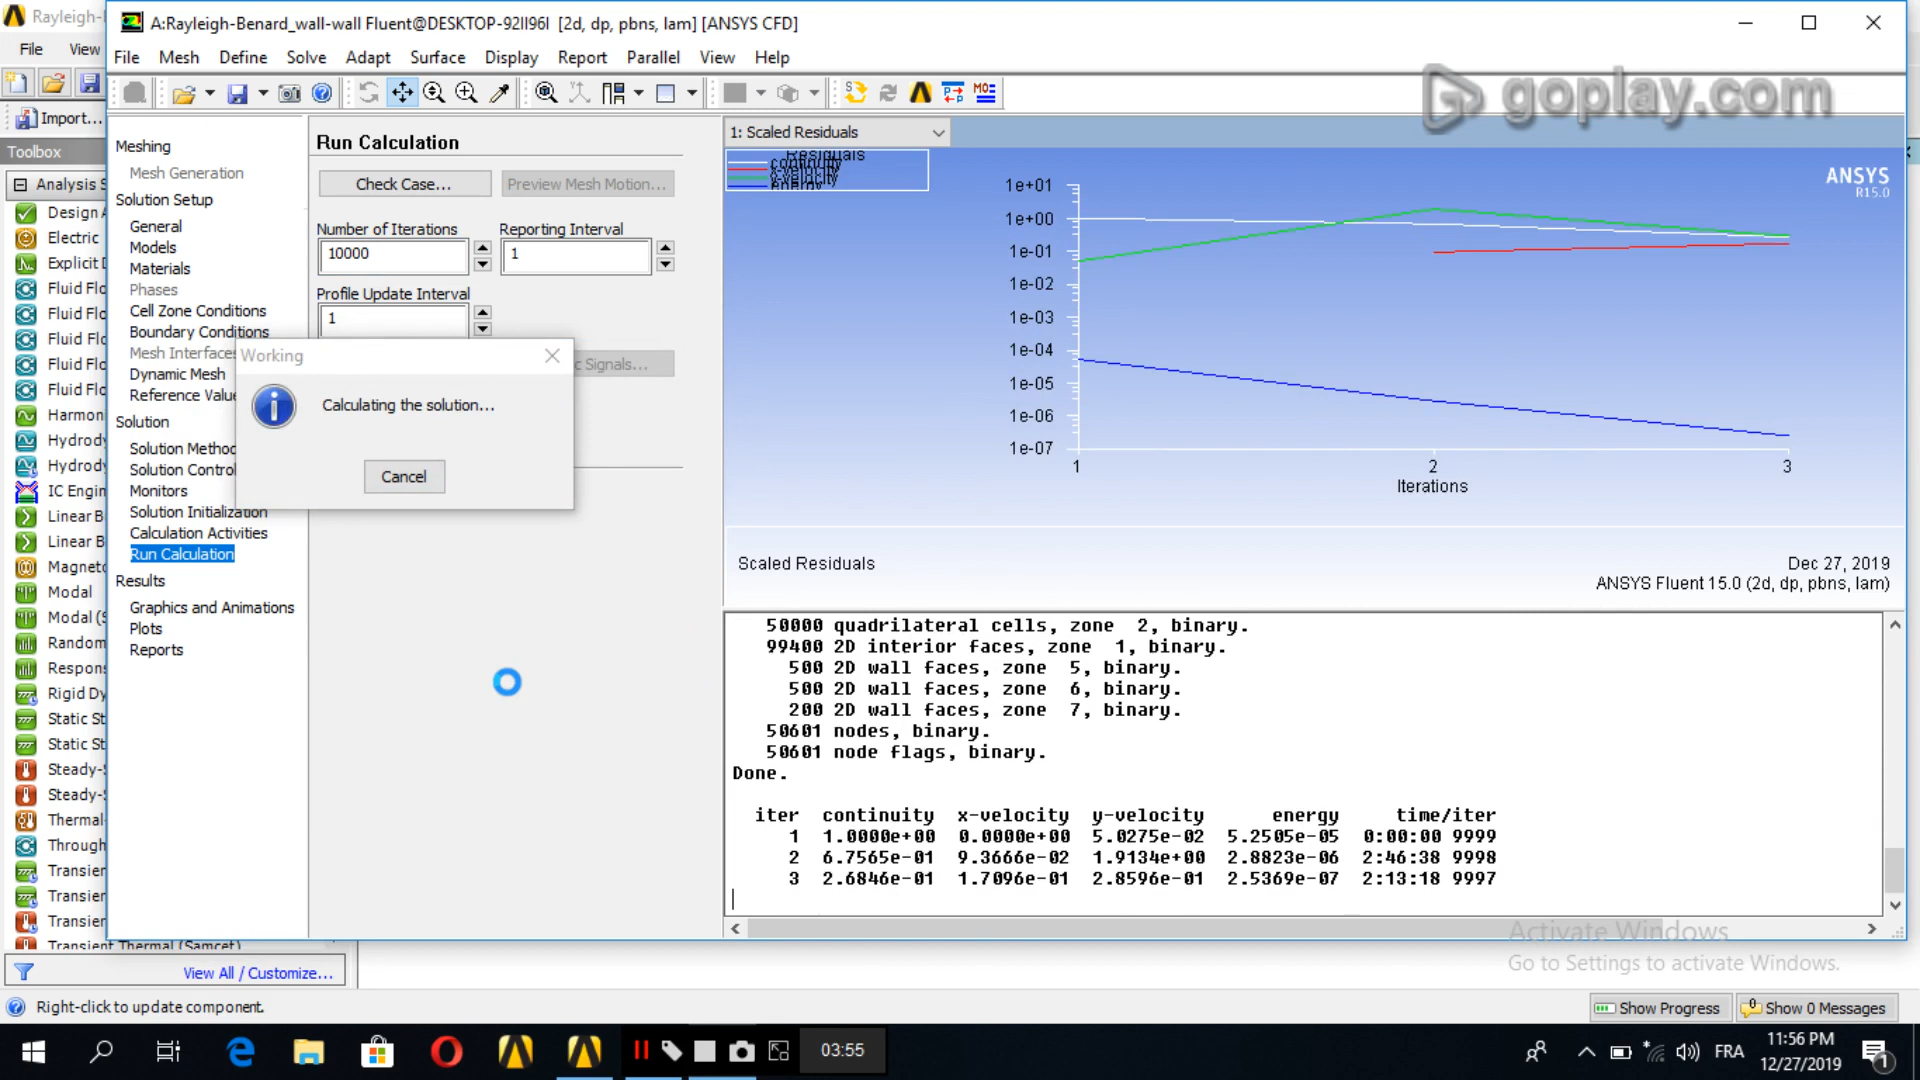 Rayleigh-B
A:Rayleigh-Benard_wall-wall Fluent@DESKTOP-92II96I [2d, dp, pbns, lam] [ANSYS CFD]
File View
File Mesh Define Solve Adapt Surface Display Report Parallel View Help
goplay.com
Import...
Toolbox
Analysis S
Design A
Electric
Explicit D
Fluid Flo
Fluid Flo
Fluid Flo
Fluid Flo
Fluid Flo
Harmon
Hydrody
Hydrody
IC Engin
Linear B
Linear B
Magneto
Modal
Modal (S
Random
Respon
Rigid Dy
Static St
Static St
Steady-
Steady-
Thermal-
Through
Transien
Transien
Transien
Transient Thermal (Samcef)
View All / Customize...
Meshing
Mesh Generation
Solution Setup
General
Models
Materials
Phases
Cell Zone Conditions
Boundary Conditions
Mesh Interfaces
Dynamic Mesh
Reference Value
Solution
Solution Method
Solution Control
Monitors
Solution Initialization
Calculation Activities
Run Calculation
Results
Graphics and Animations
Plots
Reports
Run Calculation
Check Case...
Preview Mesh Motion...
Number of Iterations
Reporting Interval
10000
1
Profile Update Interval
1
c Signals...
Working
Calculating the solution...
Cancel
1: Scaled Residuals
Residuals
continuity
x-velocity
y-velocity
energy
ANSYS
R15.0
1e+01
1e+00
1e-01
1e-02
1e-03
1e-04
1e-05
1e-06
1e-07
1 2 3
Iterations
Scaled Residuals
Dec 27, 2019
ANSYS Fluent 15.0 (2d, dp, pbns, lam)
50000 quadrilateral cells, zone 2, binary.
99400 2D interior faces, zone 1, binary.
500 2D wall faces, zone 5, binary.
500 2D wall faces, zone 6, binary.
200 2D wall faces, zone 7, binary.
50601 nodes, binary.
50601 node flags, binary.
Done.
iter continuity x-velocity y-velocity energy time/iter
1 1.0000e+00 0.0000e+00 5.0275e-02 5.2505e-05 0:00:00 9999
2 6.7565e-01 9.3666e-02 1.9134e+00 2.8823e-06 2:46:38 9998
3 2.6846e-01 1.7096e-01 2.8596e-01 2.5369e-07 2:13:18 9997
Activate Windows
Go to Settings to activate Windows.
Right-click to update component.
Show Progress
Show 0 Messages
03:55
FRA
11:56 PM
12/27/2019
1